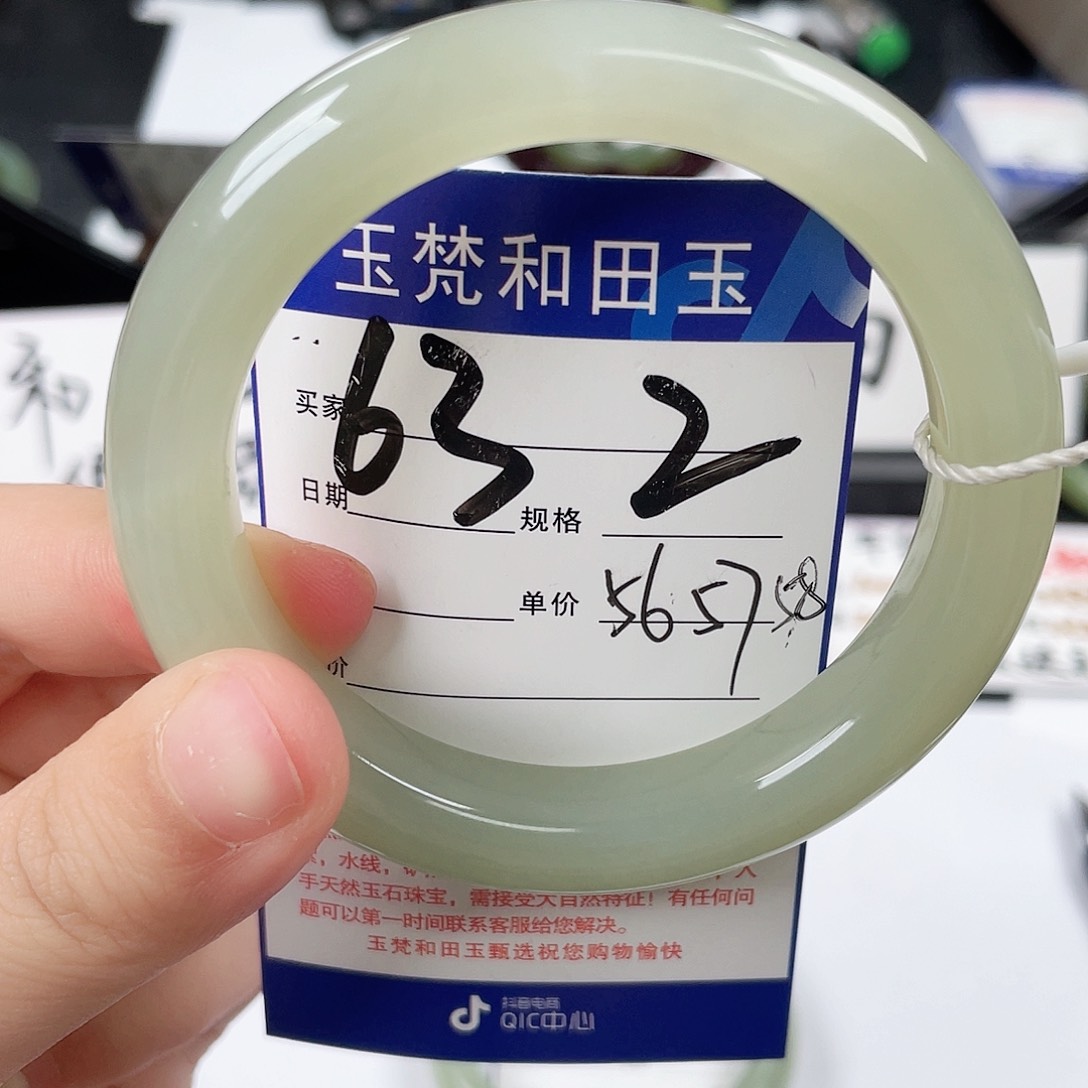 玉梵和田玉
买家
63 2
日期 规格
单价 56 57 58
价
水线,
手天然玉石珠宝,需接受大自然特征!有任何问
题可以第一时间联系客服给您解决。
玉梵和田玉甄选祝您购物愉快
抖音电商
QIC中心